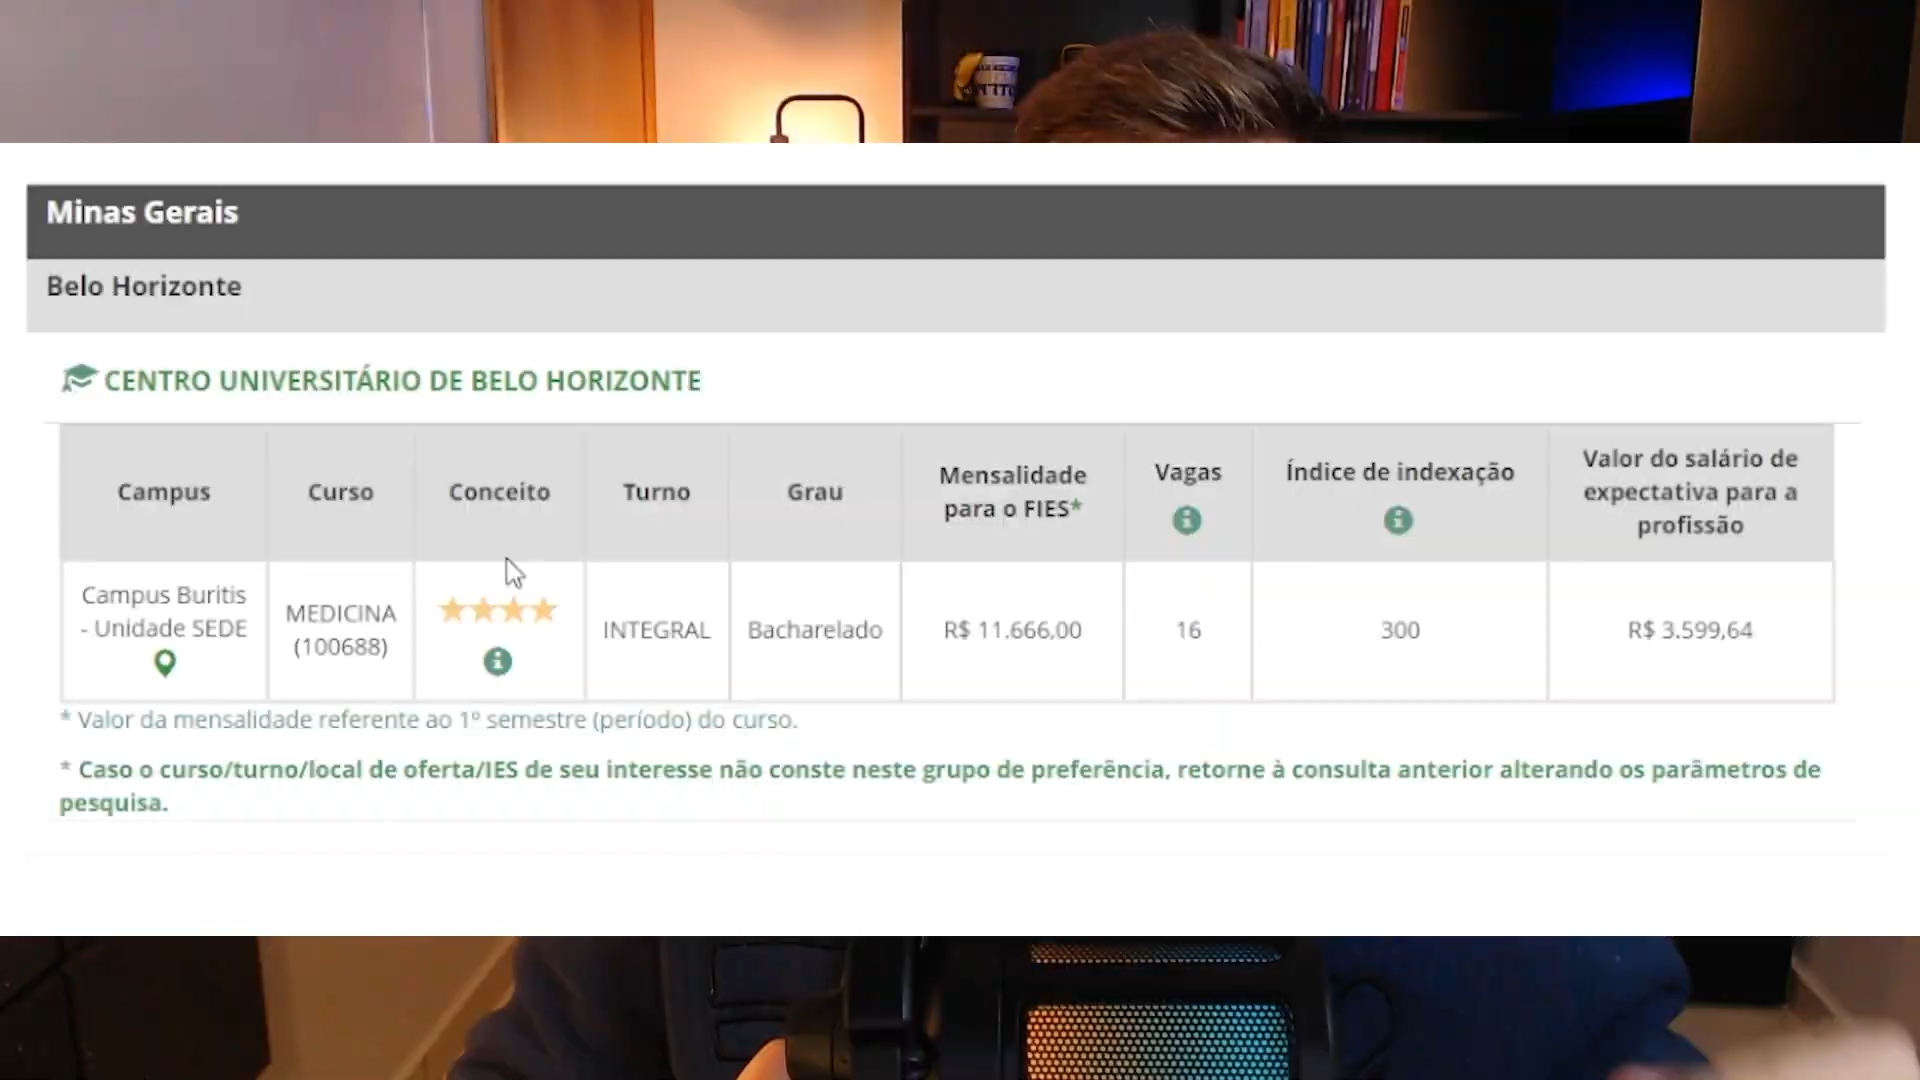 Minas Gerais
Belo Horizonte
CENTRO UNIVERSITÁRIO DE BELO HORIZONTE
Campus
Curso
Conceito
Turno
Grau
Mensalidade
para o FIES*
Vagas
Índice de indexação
Valor do salário de
expectativa para a
profissão
Campus Buritis
- Unidade SEDE
MEDICINA
(100688)
INTEGRAL
Bacharelado
R$ 11.666,00
16
300
R$ 3.599,64
* Valor da mensalidade referente ao 1º semestre (período) do curso.
* Caso o curso/turno/local de oferta/IES de seu interesse não conste neste grupo de preferência, retorne à consulta anterior alterando os parâmetros de
pesquisa.